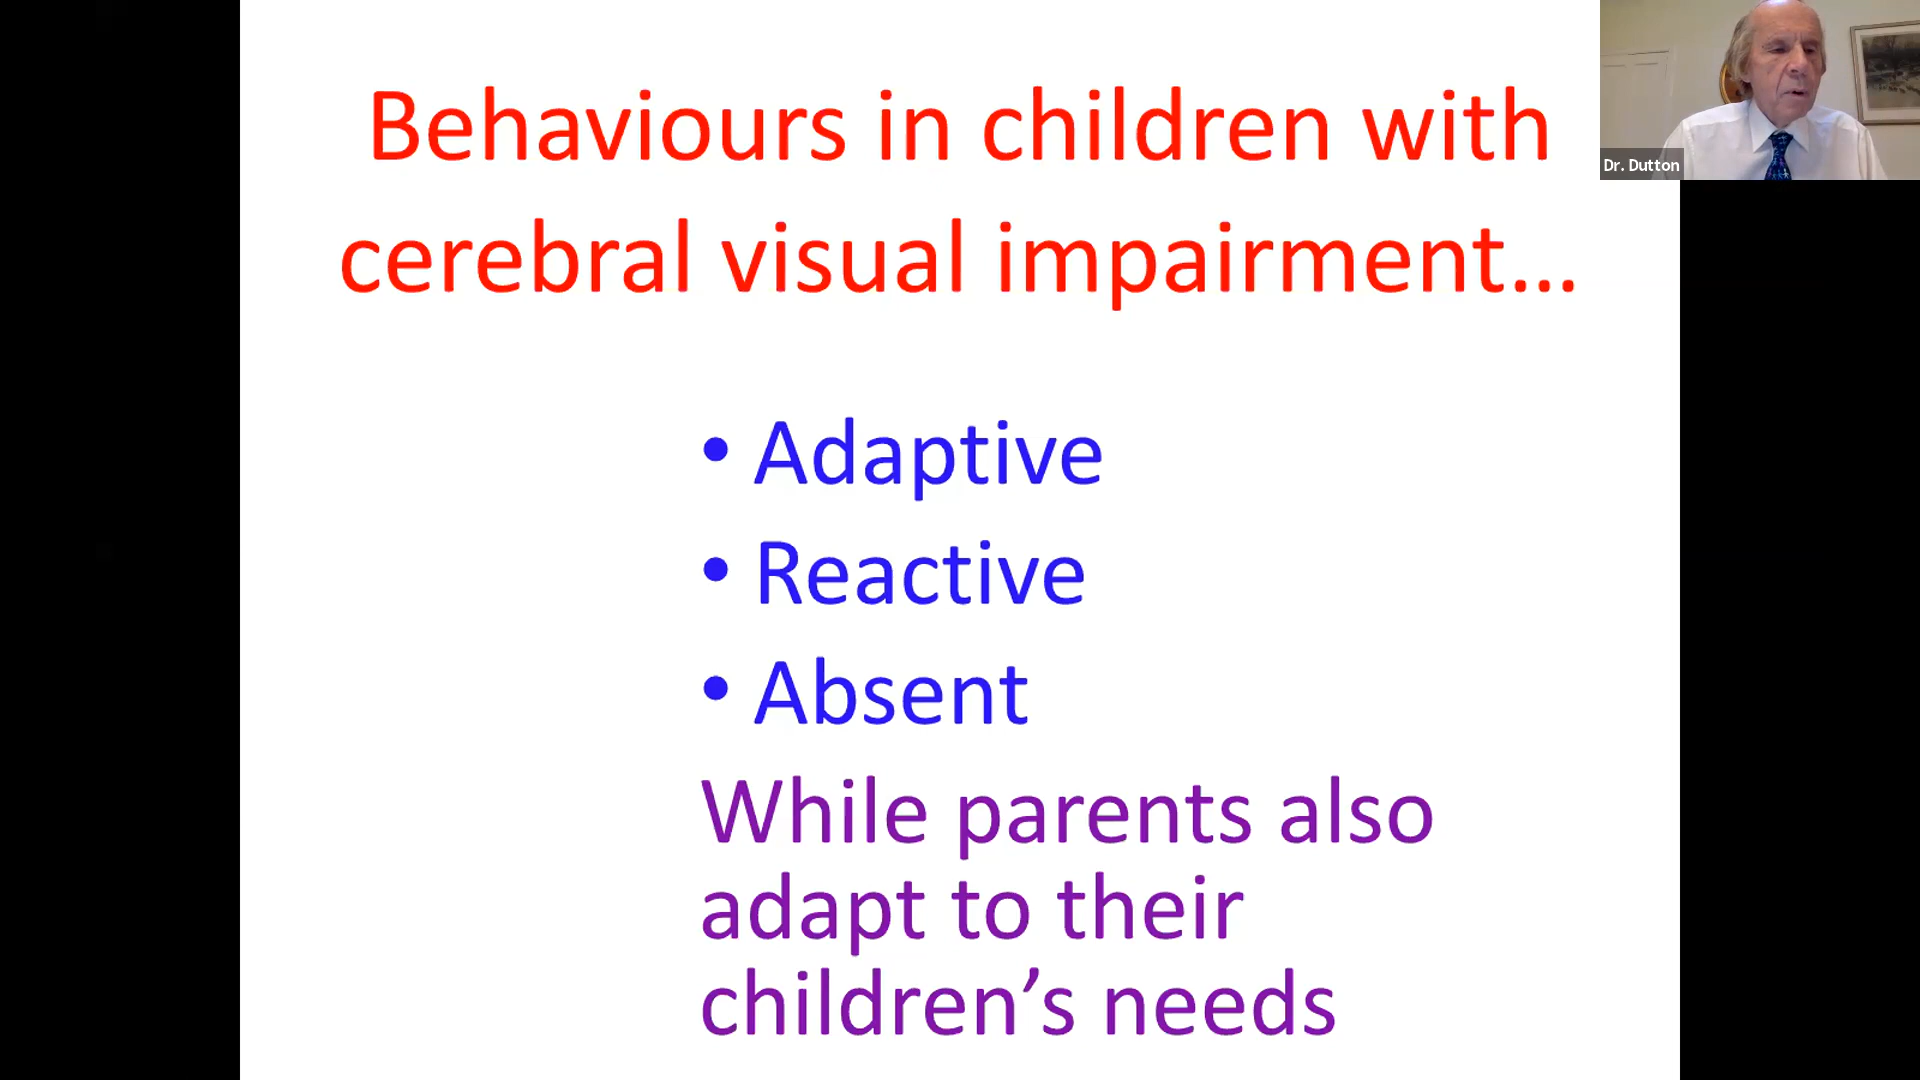 Behaviours in children with
cerebral visual impairment...
• Adaptive
• Reactive
• Absent
While parents also
adapt to their
children’s needs
Dr. Dutton